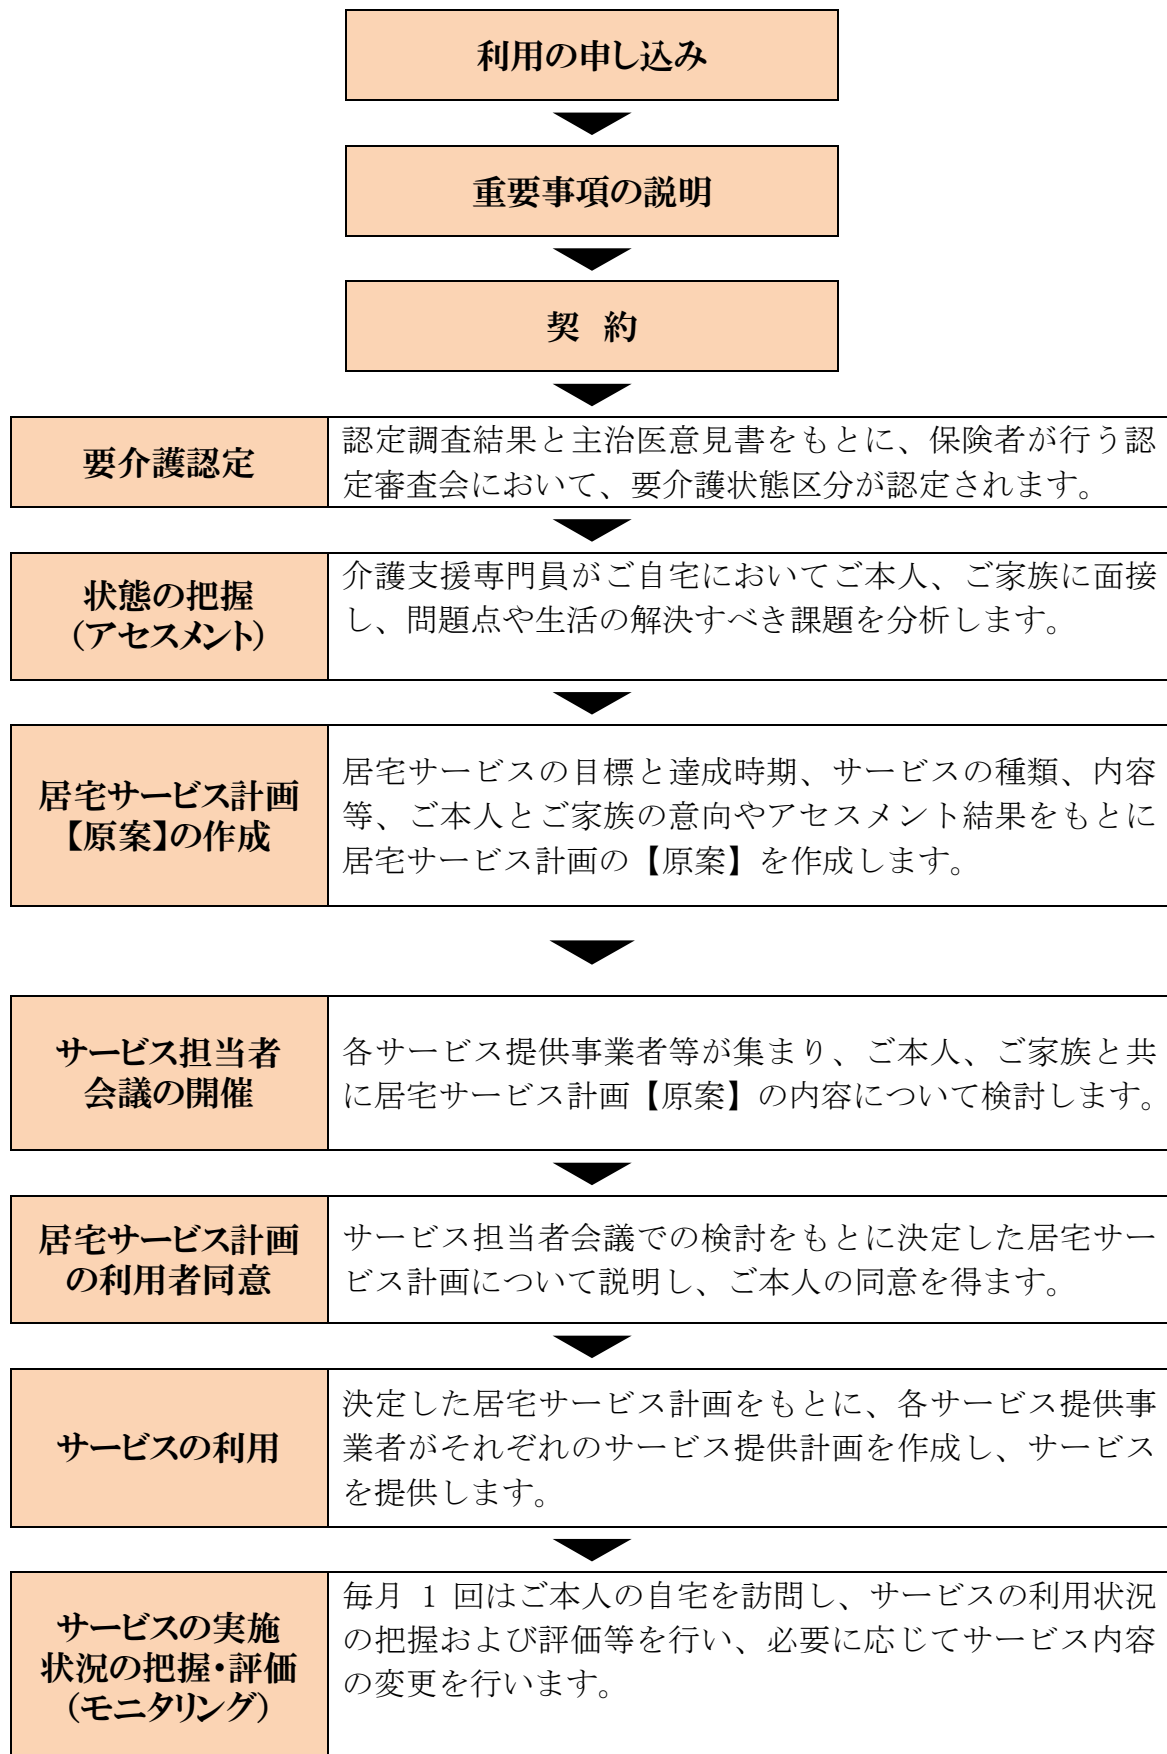 利用の申し込み
重要事項の説明
契 約
要介護認定
認定調査結果と主治医意見書をもとに、保険者が行う認
定審査会において、要介護状態区分が認定されます。
状態の把握
(アセスメント)
介護支援専門員がご自宅においてご本人、ご家族に面接
し、問題点や生活の解決すべき課題を分析します。
居宅サービス計画
【原案】の作成
居宅サービスの目標と達成時期、サービスの種類、内容
等、ご本人とご家族の意向やアセスメント結果をもとに
居宅サービス計画の【原案】を作成します。
サービス担当者
会議の開催
各サービス提供事業者等が集まり、ご本人、ご家族と共
に居宅サービス計画【原案】の内容について検討します。
居宅サービス計画
の利用者同意
サービス担当者会議での検討をもとに決定した居宅サー
ビス計画について説明し、ご本人の同意を得ます。
サービスの利用
決定した居宅サービス計画をもとに、各サービス提供事
業者がそれぞれのサービス提供計画を作成し、サービス
を提供します。
サービスの実施
状況の把握・評価
(モニタリング)
毎月 1 回はご本人の自宅を訪問し、サービスの利用状況
の把握および評価等を行い、必要に応じてサービス内容
の変更を行います。